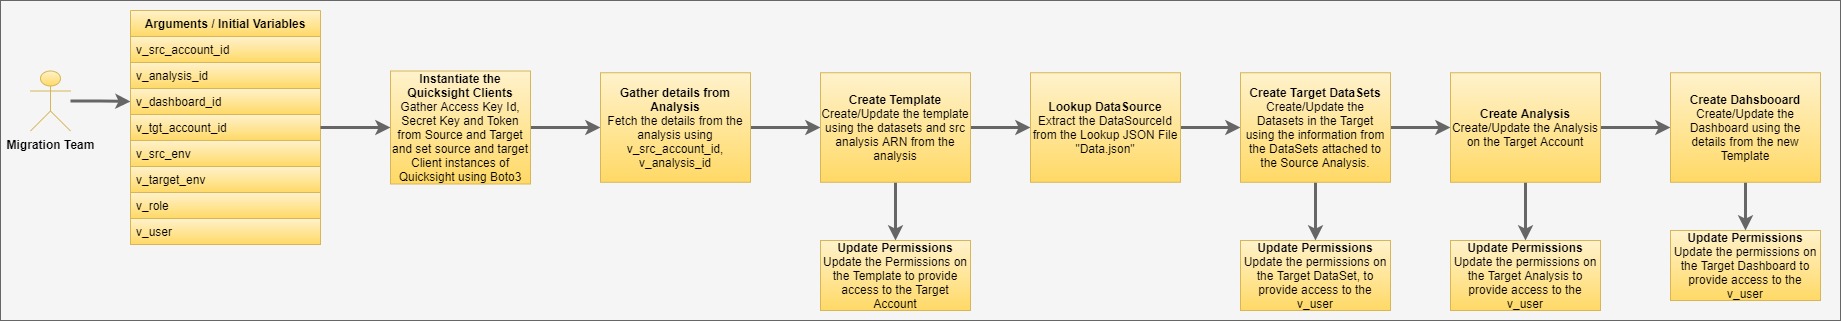 Migration Team
Arguments / Initial Variables
v_src_account_id
v_analysis_id
v_dashboard_id
v_tgt_account_id
v_src_env
v_target_env
v_role
v_user
Instantiate the
Quicksight Clients
Gather Access Key Id,
Secret Key and Token
from Source and Target
and set source and target
Client instances of
Quicksight using Boto3
Gather details from
Analysis
Fetch the details from the
analysis using
v_src_account_id,
v_analysis_id
Create Template
Create/Update the template
using the datasets and src
analysis ARN from the
analysis
Update Permissions
Update the Permissions on
the Template to provide
access to the Target
Account
Lookup DataSource
Extract the DataSourceId
from the Lookup JSON File
"Data.json"
Create Target DataSets
Create/Update the
Datasets in the Target
using the information from
the DataSets attached to
the Source Analysis.
Update Permissions
Update the permissions on
the Target DataSet, to
provide access to the
v_user
Create Analysis
Create/Update the Analysis
on the Target Account
Update Permissions
Update the permissions on
the Target Analysis to
provide access to the
v_user
Create Dahsbooard
Create/Update the
Dashboard using the
details from the new
Template
Update Permissions
Update the permissions on
the Target Dashboard to
provide access to the
v_user